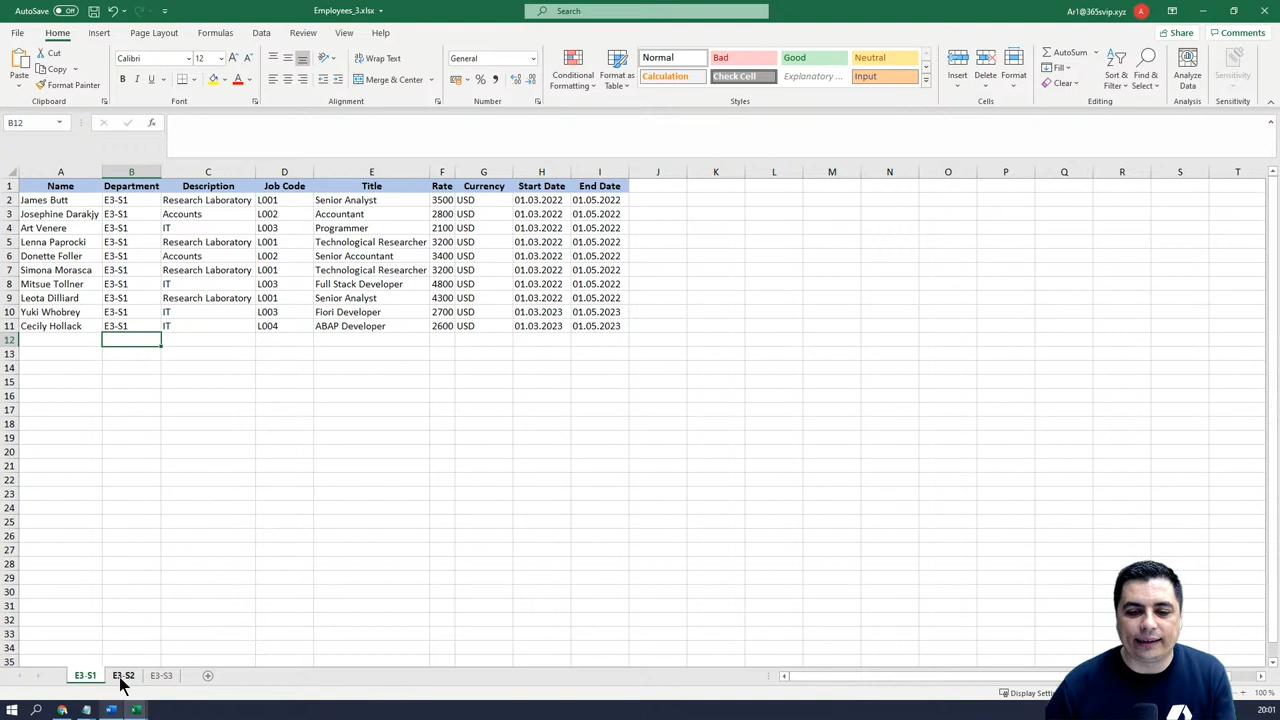 AutoSave Off Employees_3.xlsx Search Ar1@365svip.xyz A
File Home Insert Page Layout Formulas Data Review View Help Share Comments
Paste Cut Copy Format Painter Clipboard
Calibri 12 B I U A Font
Wrap Text Merge & Center Alignment
General % Number
Conditional Formatting Format as Table
Normal Bad Good Neutral
Calculation Check Cell Explanatory ... Input
Styles
Insert Delete Format Cells
AutoSum Fill Clear Sort & Filter Find & Select Editing
Analyze Data Analysis
Sensitivity Sensitivity
B12 fx
A B C D E F G H I J K L M N O P Q R S T
1 Name Department Description Job Code Title Rate Currency Start Date End Date
2 James Butt E3-S1 Research Laboratory L001 Senior Analyst 3500 USD 01.03.2022 01.05.2022
3 Josephine Darakjy E3-S1 Accounts L002 Accountant 2800 USD 01.03.2022 01.05.2022
4 Art Venere E3-S1 IT L003 Programmer 2100 USD 01.03.2022 01.05.2022
5 Lenna Paprocki E3-S1 Research Laboratory L001 Technological Researcher 3200 USD 01.03.2022 01.05.2022
6 Donette Foller E3-S1 Accounts L002 Senior Accountant 3400 USD 01.03.2022 01.05.2022
7 Simona Morasca E3-S1 Research Laboratory L001 Technological Researcher 3200 USD 01.03.2022 01.05.2022
8 Mitsue Tollner E3-S1 IT L003 Full Stack Developer 4800 USD 01.03.2022 01.05.2022
9 Leota Dilliard E3-S1 Research Laboratory L001 Senior Analyst 4300 USD 01.03.2022 01.05.2022
10 Yuki Whobrey E3-S1 IT L003 Fiori Developer 2700 USD 01.03.2023 01.05.2023
11 Cecily Hollack E3-S1 IT L004 ABAP Developer 2600 USD 01.03.2023 01.05.2023
12
13
14
15
16
17
18
19
20
21
22
23
24
25
26
27
28
29
30
31
32
33
34
35
E3-S1 E3-S2 E3-S3
Display 100 %
20:01